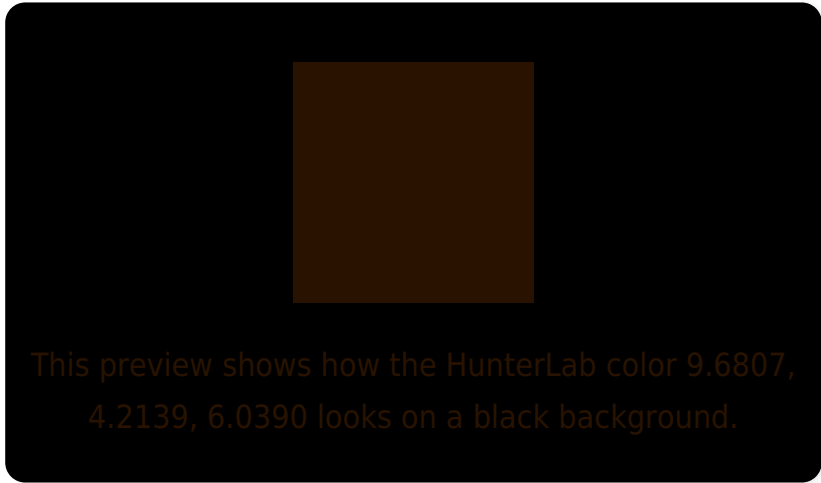 This preview shows how the HunterLab color 9.6807,
4.2139, 6.0390 looks on a black background.